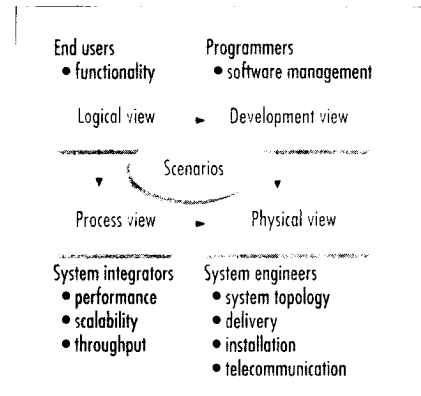 End users
• functionality
Programmers
• software management
Logical view
Development view
Scenarios
Process view
Physical view
System integrators
• performance
• scalability
• throughput
System engineers
• system topology
• delivery
• installation
• telecommunication